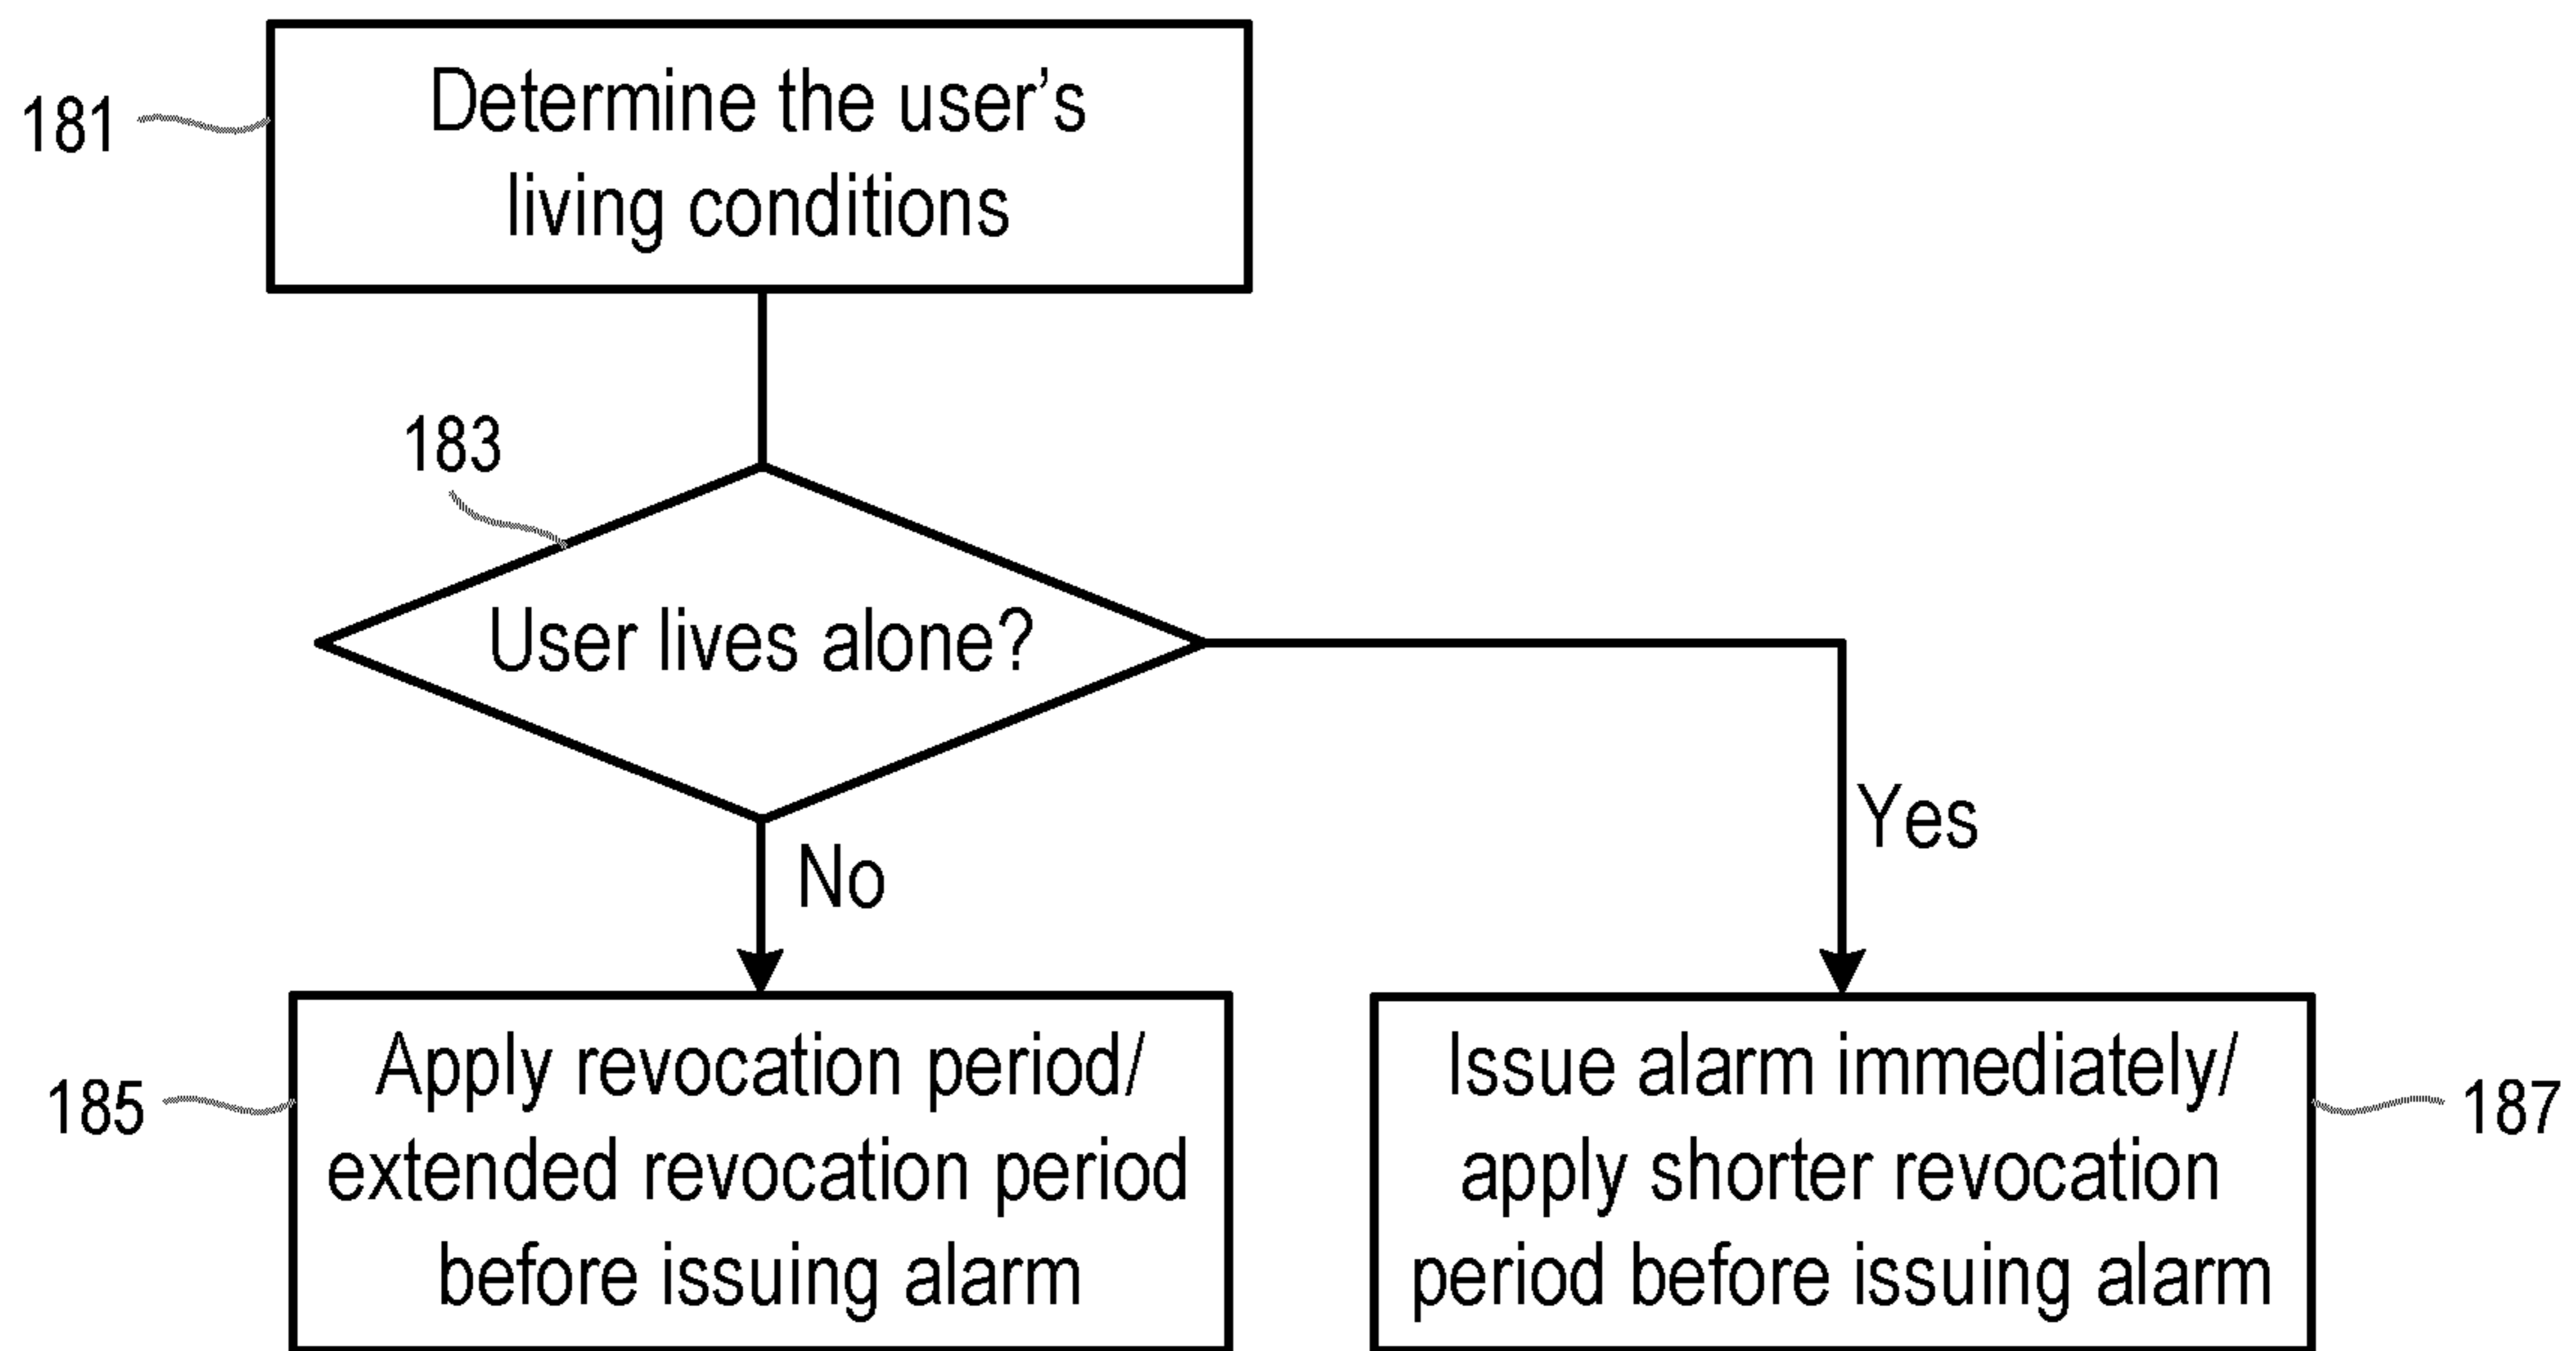 181
Determine the user’s
living conditions
183
User lives alone?
Yes
No
185
Apply revocation period/
extended revocation period
before issuing alarm
Issue alarm immediately/
apply shorter revocation
period before issuing alarm
187